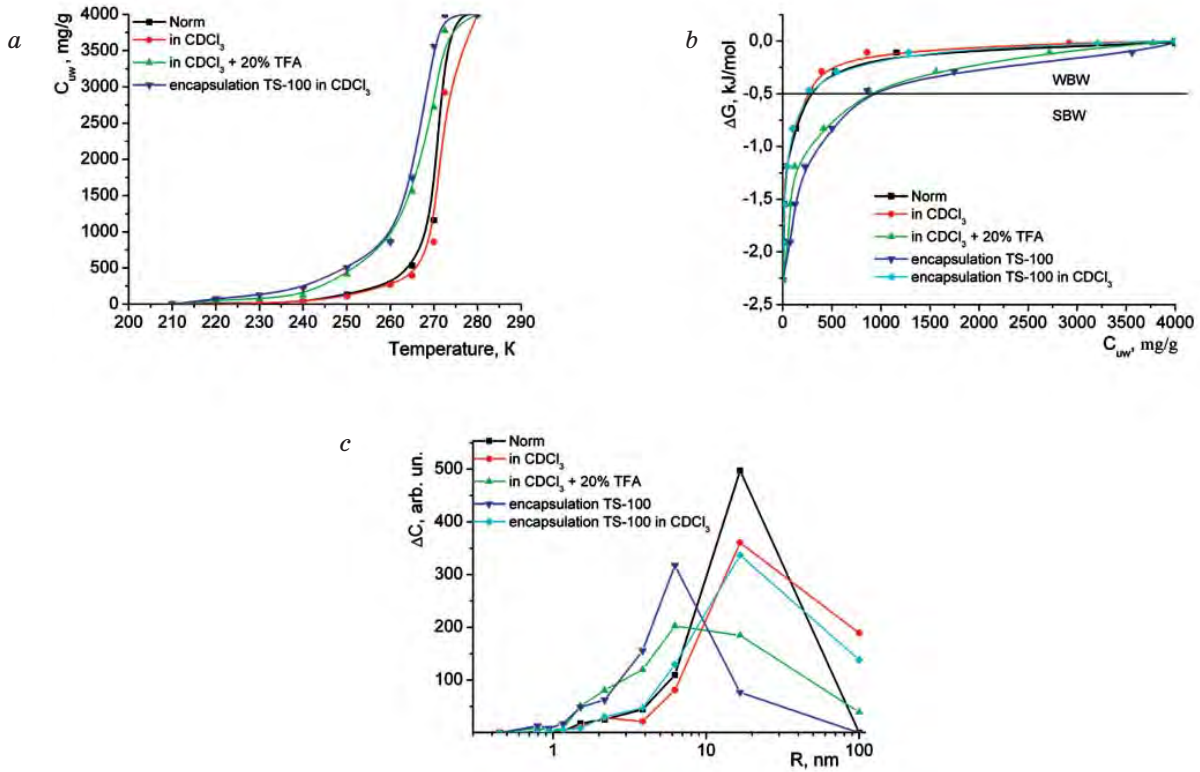 a
Norm
in CDCl₃
in CDCl₃ + 20% TFA
encapsulation TS-100 in CDCl₃
C_uw, mg/g
4000
3500
3000
2500
2000
1500
1000
500
0
200 210 220 230 240 250 260 270 280 290
Temperature, K
b
ΔG, kJ/mol
0,0
-0,5
-1,0
-1,5
-2,0
-2,5
WBW
SBW
Norm
in CDCl₃
in CDCl₃ + 20% TFA
encapsulation TS-100
encapsulation TS-100 in CDCl₃
0 500 1000 1500 2000 2500 3000 3500 4000
C_uw, mg/g
c
Norm
in CDCl₃
in CDCl₃ + 20% TFA
encapsulation TS-100
encapsulation TS-100 in CDCl₃
ΔC, arb. un.
500
400
300
200
100
1 10 100
R, nm